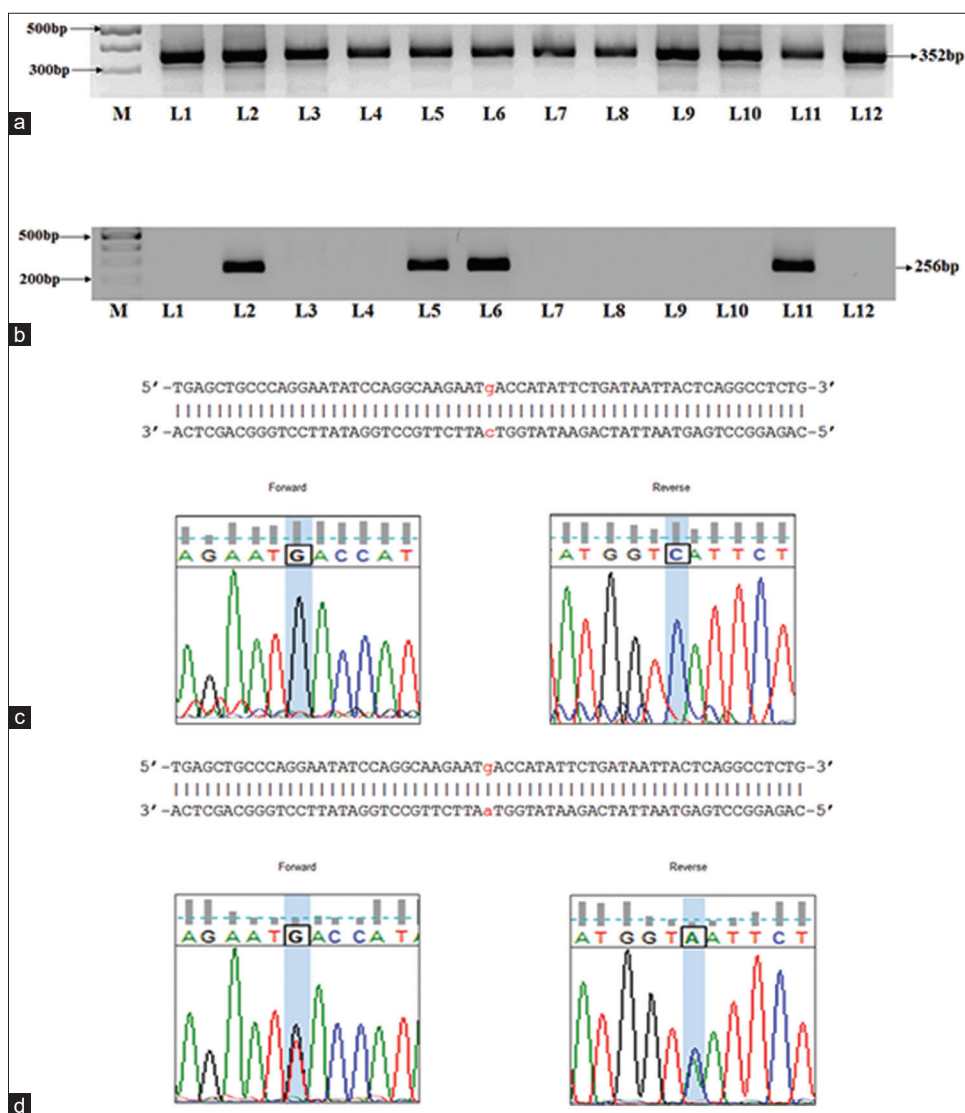 500bp
300bp
352bp
M L1 L2 L3 L4 L5 L6 L7 L8 L9 L10 L11 L12
a
500bp
200bp
256bp
M L1 L2 L3 L4 L5 L6 L7 L8 L9 L10 L11 L12
b
5′-TGAGCTGCCCAGGAATATCCAGGCAAGAATgACCATATTCTGATAATTACTCAGGCCTCTG-3′
3′-ACTCGACGGGTCCTTATAGGTCCGTTCTTAcTGGTATAAGACTATTAATGAGTCCGGAGAC-5′
Forward Reverse
AGAATGACCAT ATGGTCATTCT
c
5′-TGAGCTGCCCAGGAATATCCAGGCAAGAATgACCATATTCTGATAATTACTCAGGCCTCTG-3′
3′-ACTCGACGGGTCCTTATAGGTCCGTTCTTAaTGGTATAAGACTATTAATGAGTCCGGAGAC-5′
Forward Reverse
AGAATGACCATA ATGGTAATTCT
d